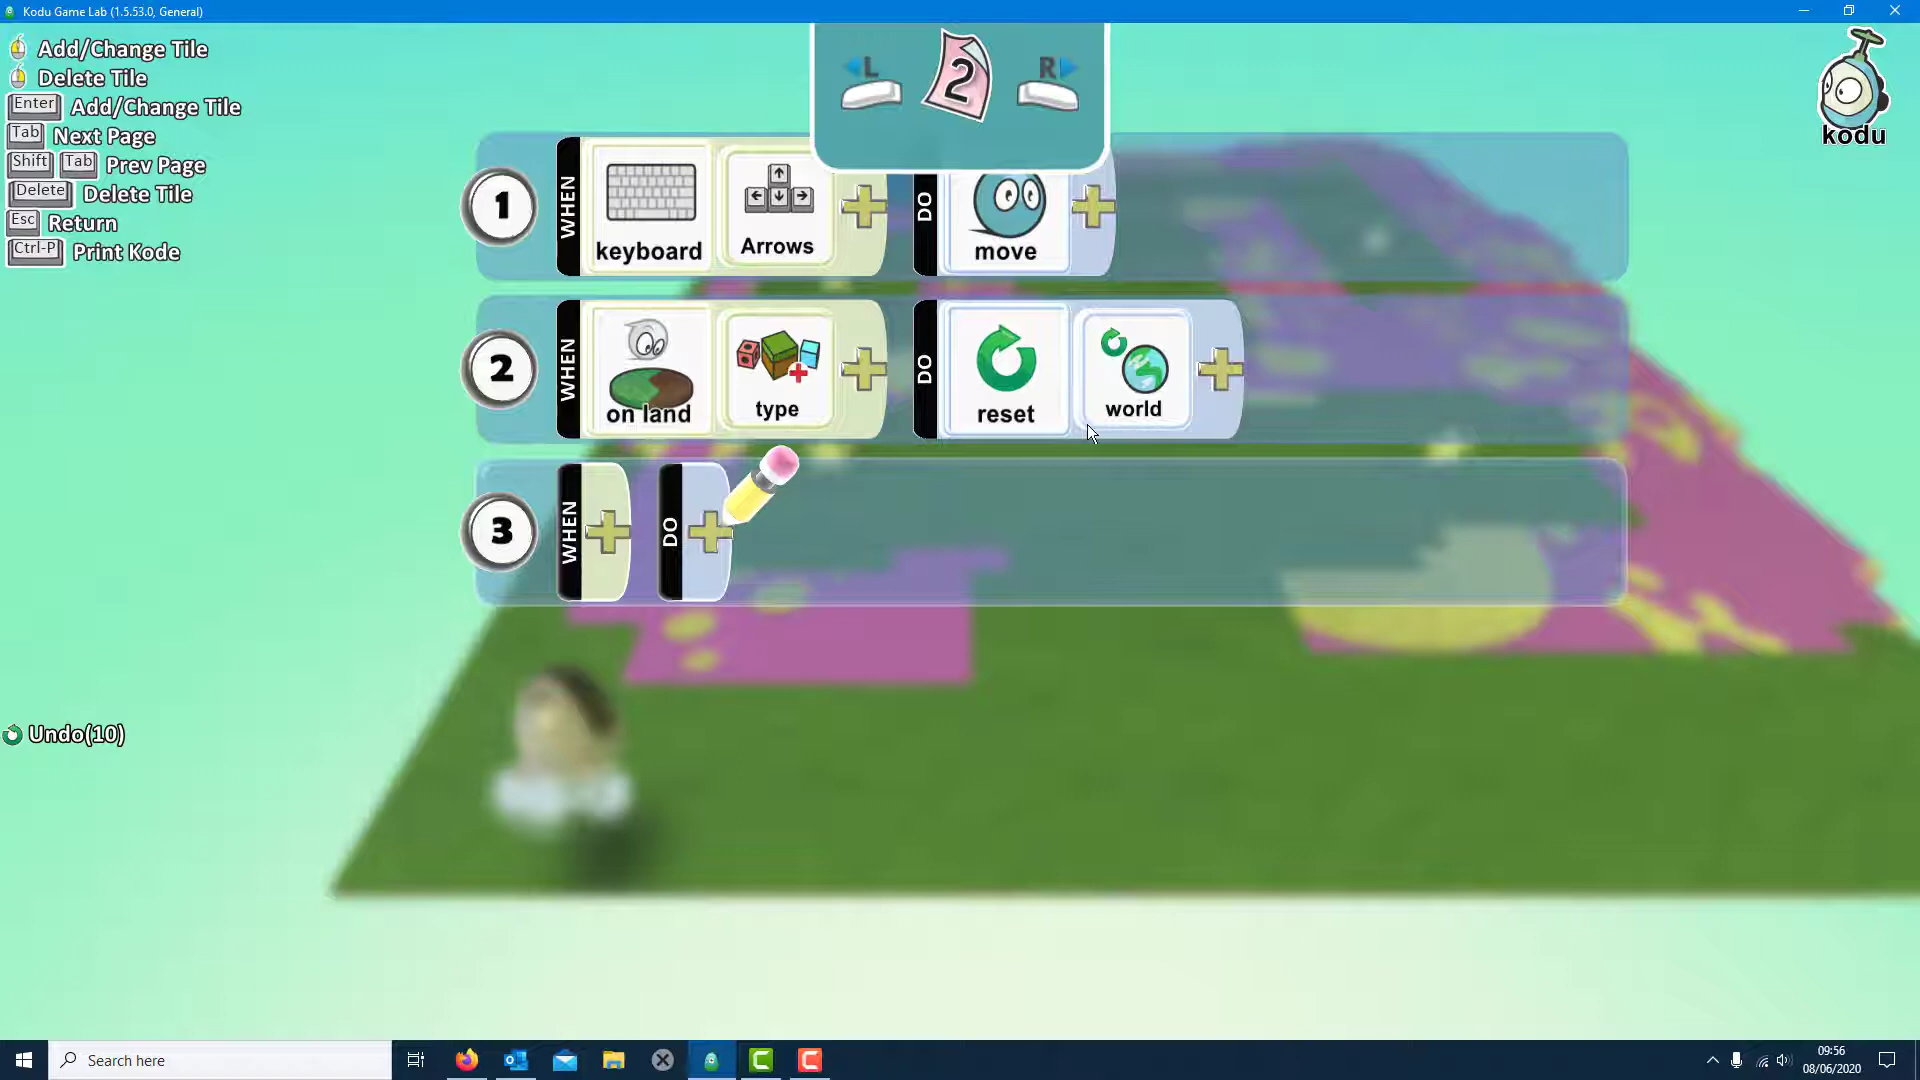 Kodu Game Lab (1.5.53.0, General)
Add/Change Tile
Delete Tile
Enter Add/Change Tile
Tab Next Page
Shift Tab Prev Page
Delete Delete Tile
Esc Return
Ctrl-P Print Kode
L 2 R
kodu
1 WHEN keyboard Arrows DO move
2 WHEN on land type DO reset world
3 WHEN DO
Undo(10)
Search here
09:56
08/06/2020